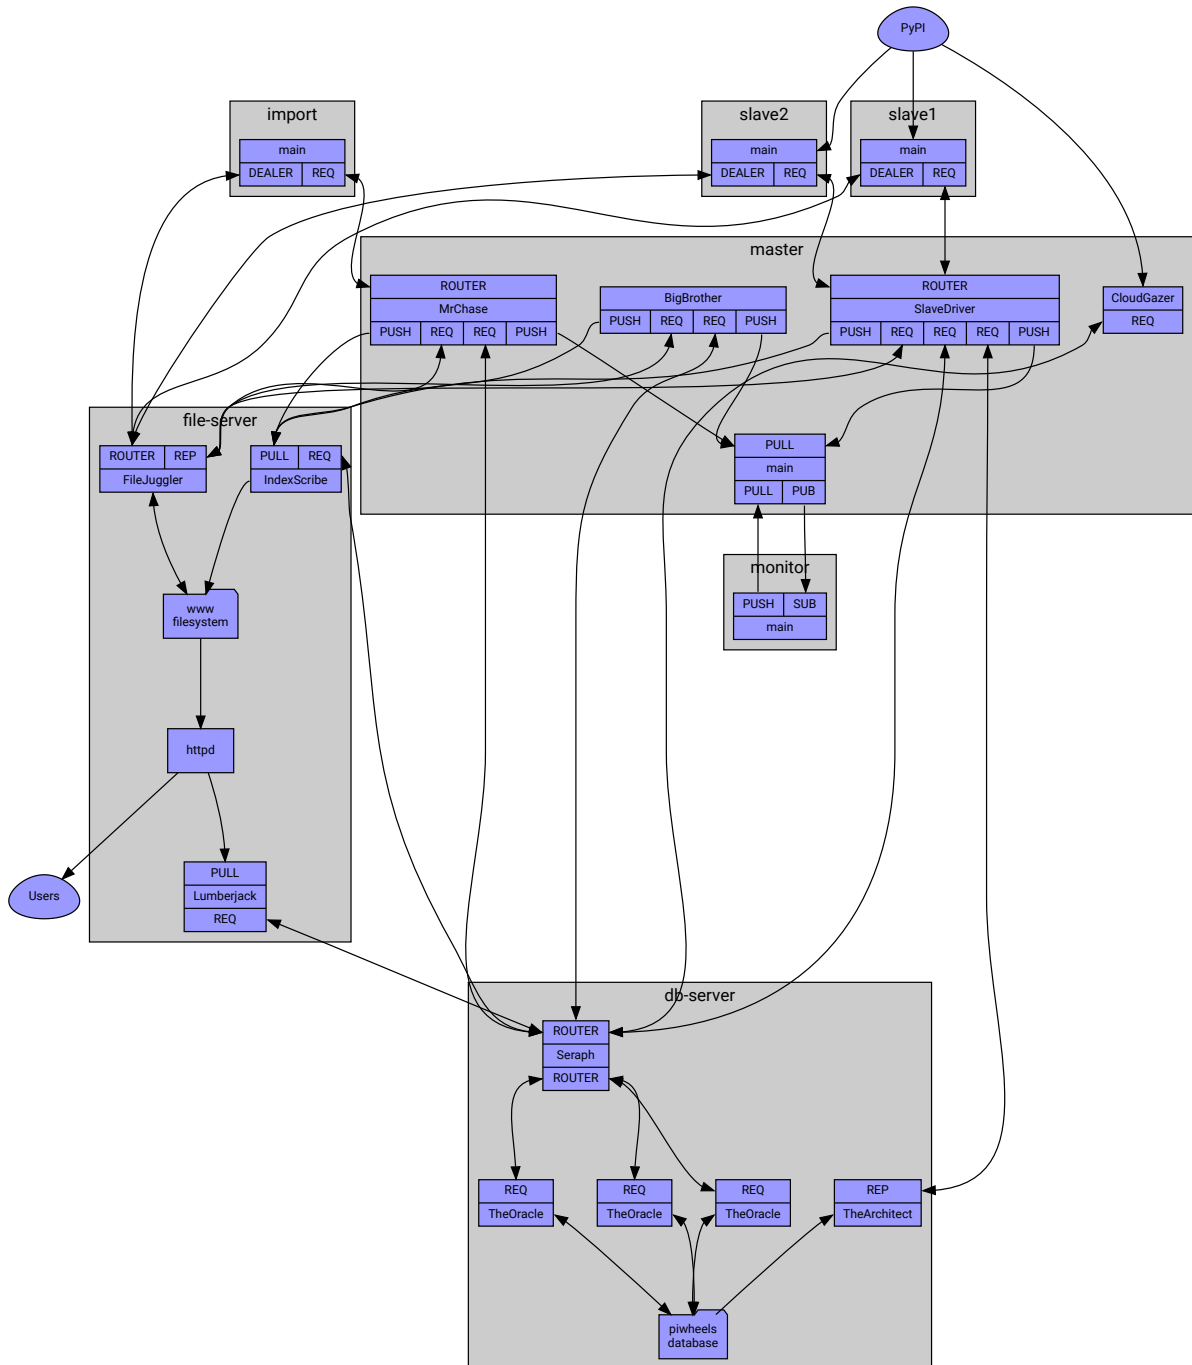 PyPI
import
main
DEALER REQ
slave2
main
DEALER REQ
slave1
main
DEALER REQ
master
ROUTER
MrChase
PUSH REQ REQ PUSH
BigBrother
PUSH REQ REQ PUSH
ROUTER
SlaveDriver
PUSH REQ REQ REQ PUSH
CloudGazer
REQ
file-server
ROUTER REP
FileJuggler
PULL REQ
IndexScribe
PULL
main
PULL PUB
monitor
PUSH SUB
main
www
filesystem
httpd
Users
PULL
Lumberjack
REQ
db-server
ROUTER
Seraph
ROUTER
REQ
TheOracle
REQ
TheOracle
REQ
TheOracle
REP
TheArchitect
piwheels
database